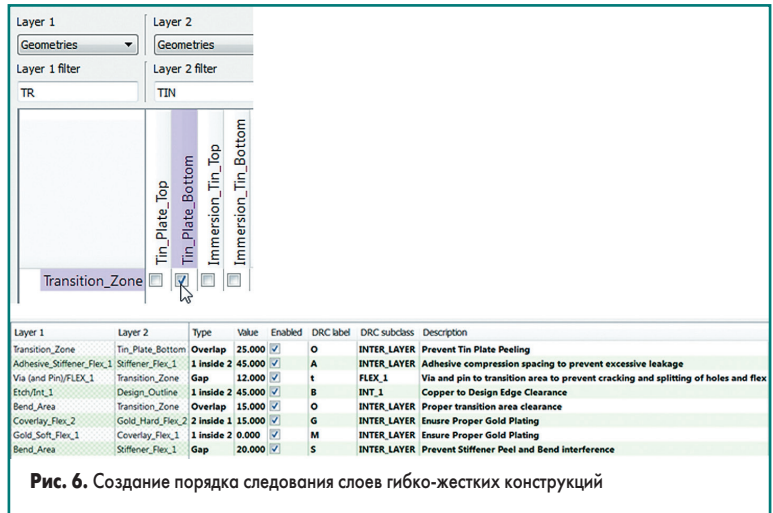 Layer 1 Layer 2
Geometries Geometries
Layer 1 filter Layer 2 filter
TR TIN
Tin_Plate_Top
Tin_Plate_Bottom
Immersion_Tin_Top
Immersion_Tin_Bottom
Transition_Zone
Layer 1 Layer 2 Type Value Enabled DRC label DRC subclass Description
Transition_Zone Tin_Plate_Bottom Overlap 25.000 O INTER_LAYER Prevent Tin Plate Peeling
Adhesive_Stiffener_Flex_1 Stiffener_Flex_1 1 inside 2 45.000 A INTER_LAYER Adhesive compression spacing to prevent excessive leakage
Via (and Pin)/FLEX_1 Transition_Zone Gap 12.000 t FLEX_1 Via and pin to transition area to prevent cracking and splitting of holes and flex
Etch/Int_1 Design_Outline 1 inside 2 45.000 B INT_1 Copper to Design Edge Clearance
Bend_Area Transition_Zone Overlap 15.000 O INTER_LAYER Proper transition area clearance
Coverlay_Flex_2 Gold_Hard_Flex_2 2 inside 1 15.000 G INTER_LAYER Enusre Proper Gold Plating
Gold_Soft_Flex_1 Coverlay_Flex_1 1 inside 2 0.000 M INTER_LAYER Ensure Proper Gold Plating
Bend_Area Stiffener_Flex_1 Gap 20.000 S INTER_LAYER Prevent Stiffener Peel and Bend interference
Рис. 6. Создание порядка следования слоев гибко-жестких конструкций